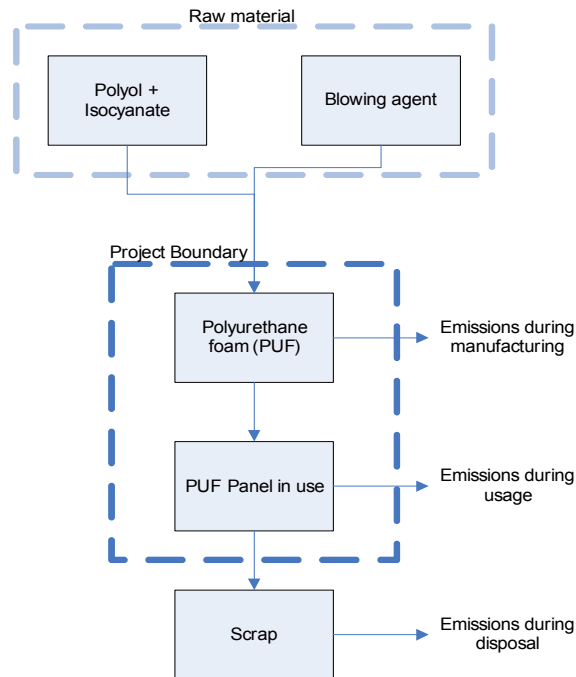 Raw material
Polyol +
Isocyanate
Blowing agent
Project Boundary
Polyurethane
foam (PUF)
Emissions during
manufacturing
PUF Panel in use
Emissions during
usage
Scrap
Emissions during
disposal